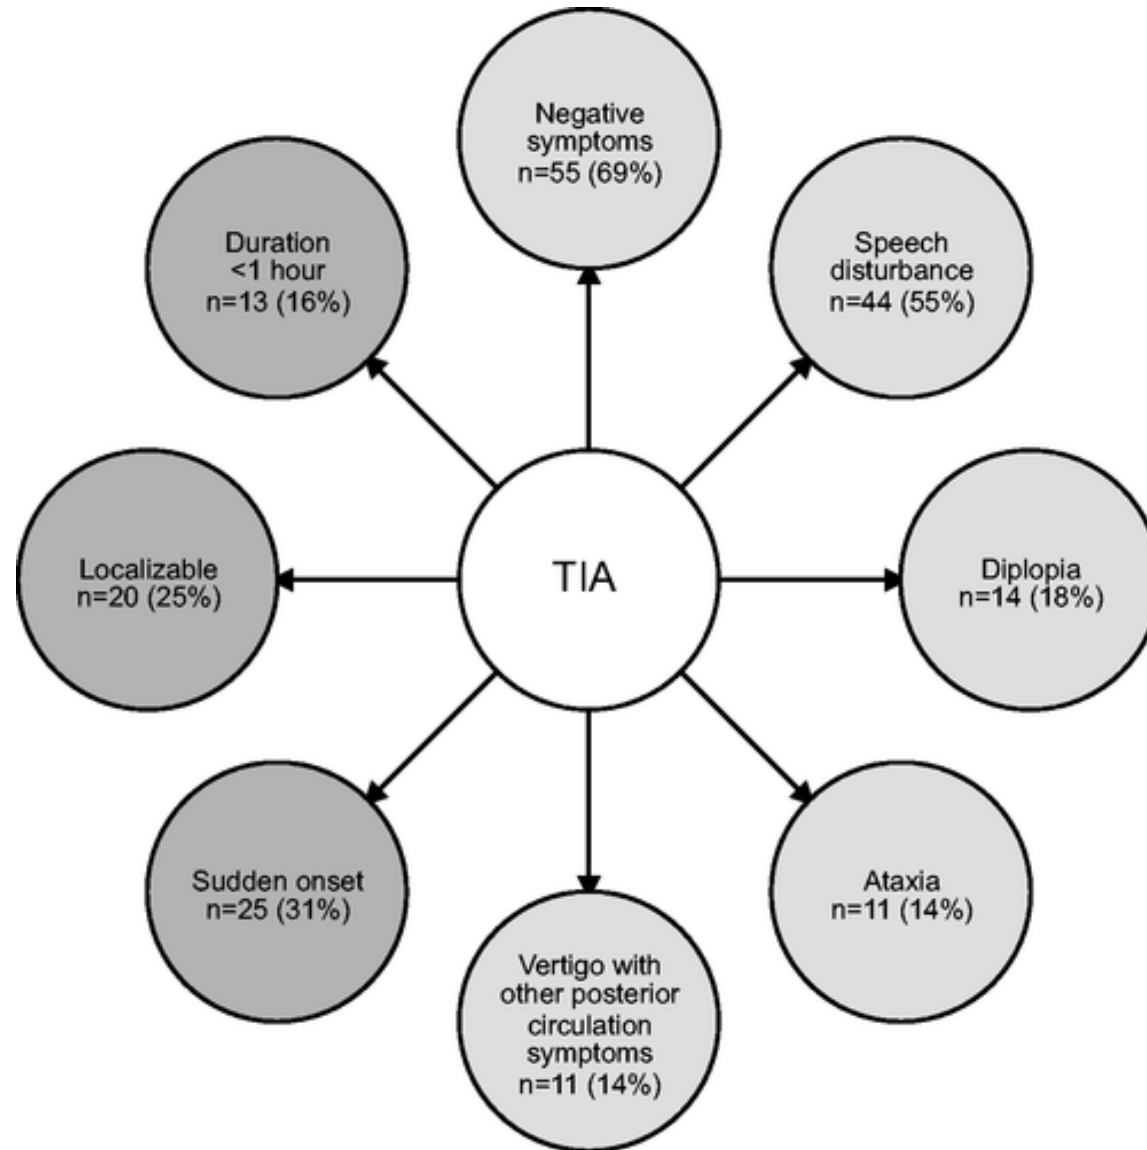 Negative
symptoms
n=55 (69%)
Speech
disturbance
n=44 (55%)
Diplopia
n=14 (18%)
Ataxia
n=11 (14%)
Vertigo with
other posterior
circulation
symptoms
n=11 (14%)
Sudden onset
n=25 (31%)
Localizable
n=20 (25%)
Duration
<1 hour
n=13 (16%)
TIA